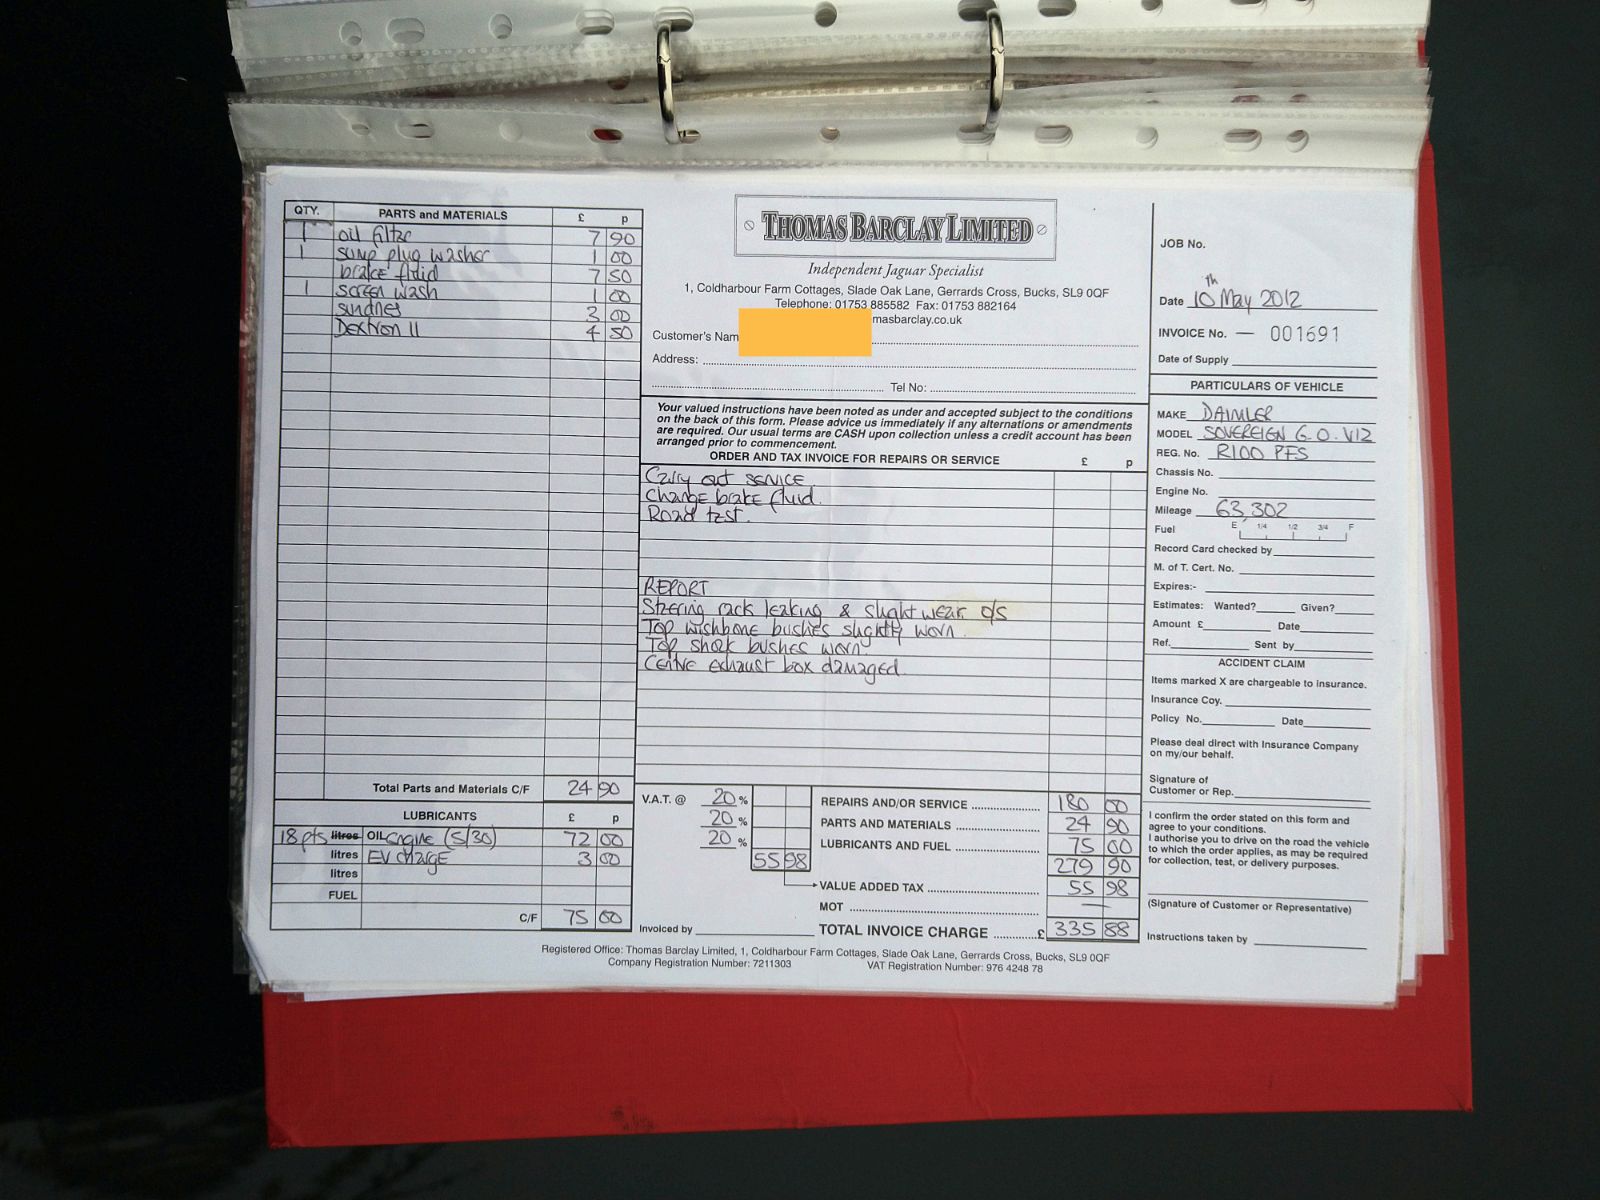 QTY. PARTS and MATERIALS £ p
1 oil filter 7 90
1 sump plug washer 1 00
brake fluid 7 50
1 screen wash 1 00
sundries 3 00
Dextron II 4 50
Total Parts and Materials C/F 24 90
LUBRICANTS £ p
18pts litres OIL engine (5/30) 72 00
litres EV charge 3 00
litres
FUEL
C/F 75 00
THOMAS BARCLAY LIMITED
Independent Jaguar Specialist
1, Coldharbour Farm Cottages, Slade Oak Lane, Gerrards Cross, Bucks, SL9 0QF
Telephone: 01753 885582 Fax: 01753 882164
masbarclay.co.uk
Customer's Nam
Address:
Tel No:
Your valued instructions have been noted as under and accepted subject to the conditions
on the back of this form. Please advise us immediately if any alternations or amendments
are required. Our usual terms are CASH upon collection unless a credit account has been
arranged prior to commencement.
ORDER AND TAX INVOICE FOR REPAIRS OR SERVICE £ p
Carry out service
Change brake fluid.
Road test.
REPORT
Steering rack leaking & slight wear o/s
Top wishbone bushes slightly worn.
Top shock bushes worn
Centre exhaust box damaged.
V.A.T. @ 20 %
20 %
20 %
55 98
REPAIRS AND/OR SERVICE 180 00
PARTS AND MATERIALS 24 90
LUBRICANTS AND FUEL 75 00
279 90
VALUE ADDED TAX 55 98
MOT —
Invoiced by
TOTAL INVOICE CHARGE £ 335 88
JOB No.
Date 10th May 2012
INVOICE No. — 001691
Date of Supply
PARTICULARS OF VEHICLE
MAKE DAIMLER
MODEL SOVEREIGN 6.0. V12
REG. No. R100 PFS
Chassis No.
Engine No.
Mileage 63,302
Fuel E 1/4 1/2 3/4 F
Record Card checked by
M. of T. Cert. No.
Expires:-
Estimates: Wanted? Given?
Amount £ Date
Ref. Sent by
ACCIDENT CLAIM
Items marked X are chargeable to insurance.
Insurance Coy.
Policy No. Date
Please deal direct with Insurance Company
on my/our behalf.
Signature of
Customer or Rep.
I confirm the order stated on this form and
agree to your conditions.
I authorise you to drive on the road the vehicle
to which the order applies, as may be required
for collection, test, or delivery purposes.
(Signature of Customer or Representative)
Instructions taken by
Registered Office: Thomas Barclay Limited, 1, Coldharbour Farm Cottages, Slade Oak Lane, Gerrards Cross, Bucks, SL9 0QF
Company Registration Number: 7211303 VAT Registration Number: 976 4248 78